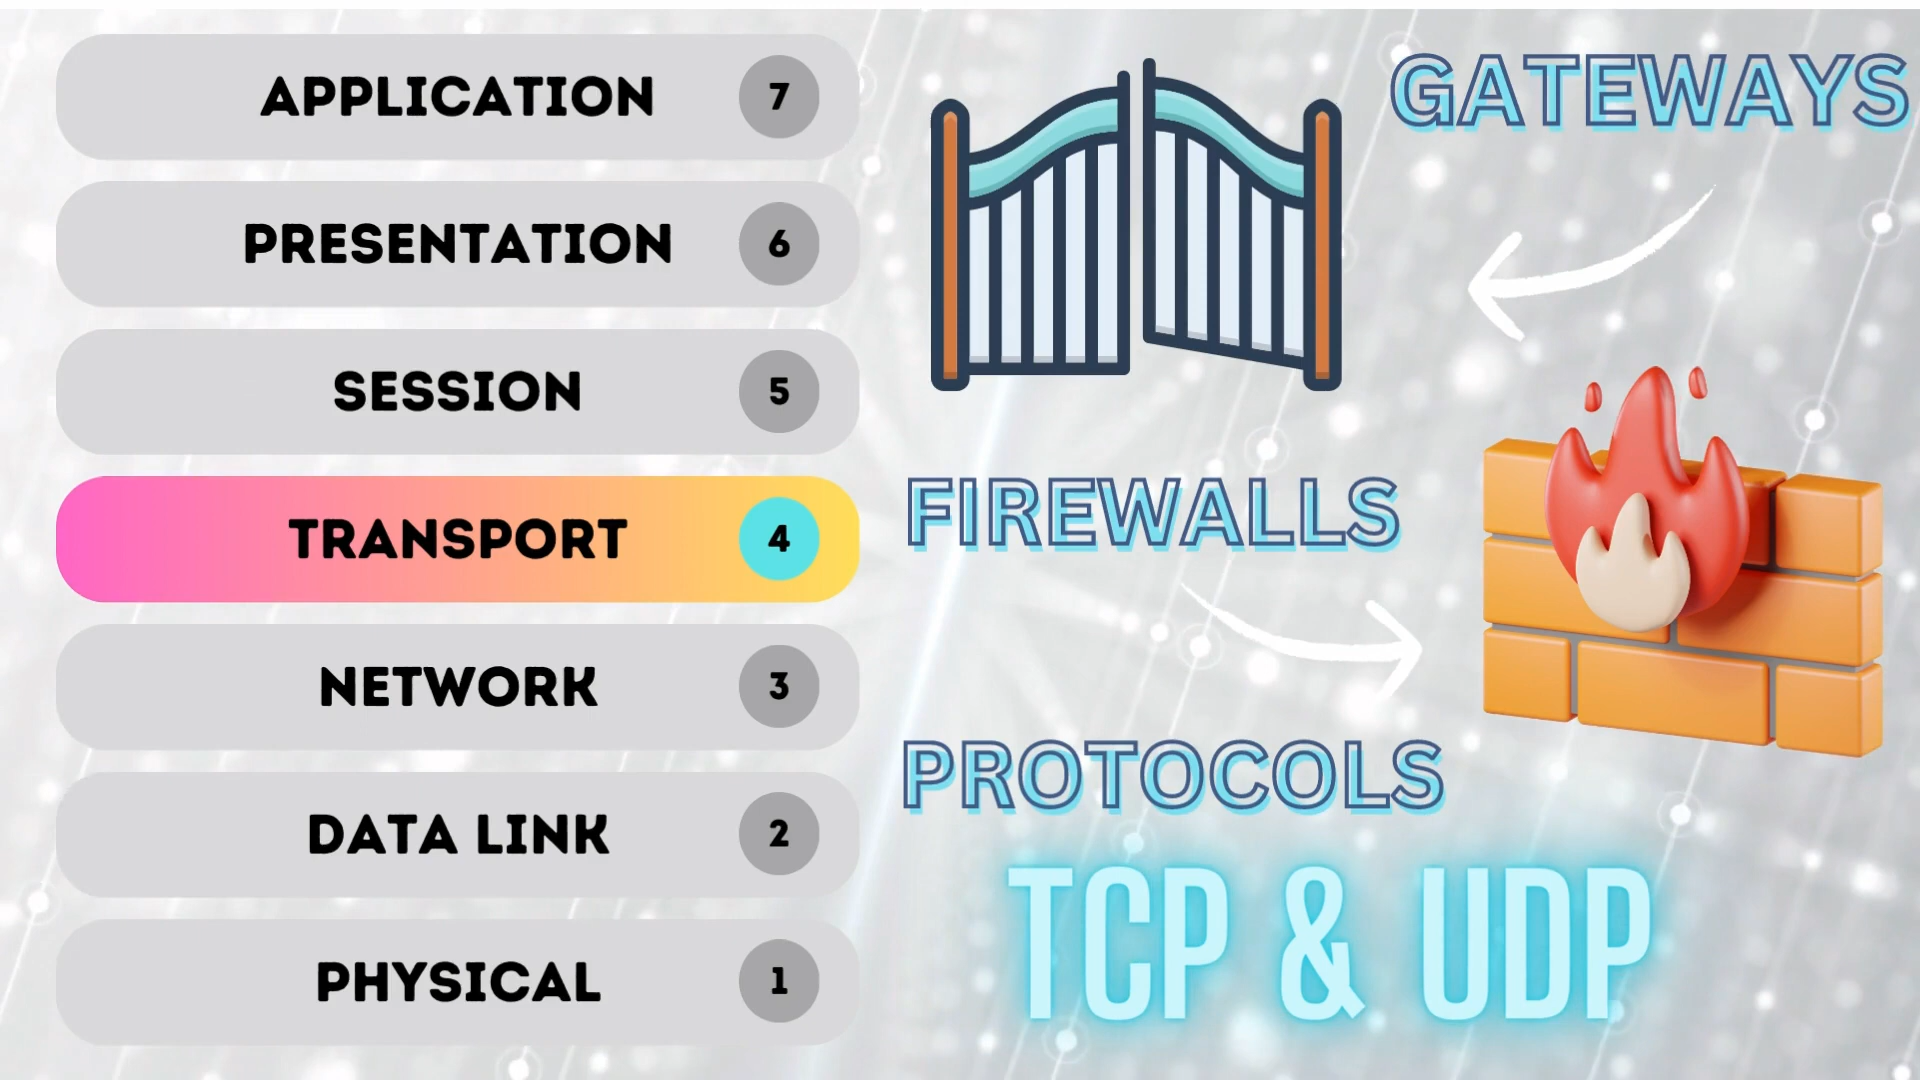 APPLICATION 7
PRESENTATION 6
SESSION 5
TRANSPORT 4
NETWORK 3
DATA LINK 2
PHYSICAL 1
GATEWAYS
FIREWALLS
PROTOCOLS
TCP & UDP